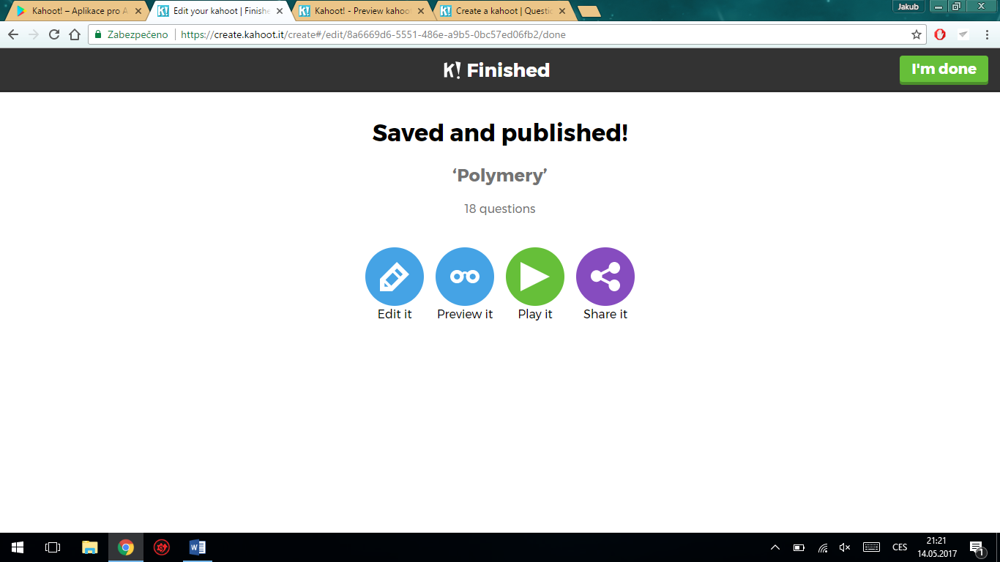 Kahoot! – Aplikace pro A
Edit your kahoot | Finishe
Kahoot! - Preview kahoo
Create a kahoot | Questio
Jakub
Zabezpečeno
https://create.kahoot.it/create#/edit/8a6669d6-5551-486e-a9b5-0bc57ed06fb2/done
K! Finished
I'm done
Saved and published!
‘Polymery’
18 questions
Edit it
Preview it
Play it
Share it
CES
21:21
14.05.2017
1